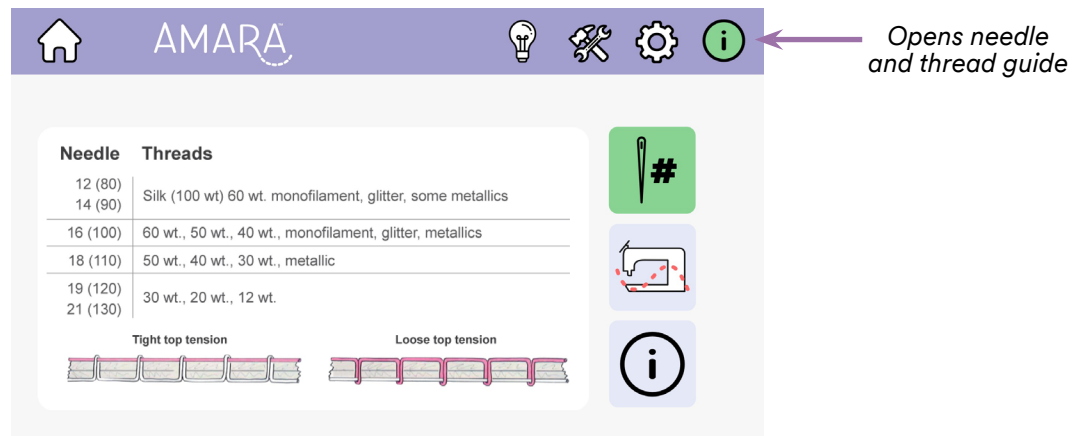 AMARA
Opens needle
and thread guide
Needle Threads
12 (80)
14 (90)
Silk (100 wt) 60 wt. monofilament, glitter, some metallics
16 (100) 60 wt., 50 wt., 40 wt., monofilament, glitter, metallics
18 (110) 50 wt., 40 wt., 30 wt., metallic
19 (120)
21 (130)
30 wt., 20 wt., 12 wt.
Tight top tension Loose top tension
#
i
i